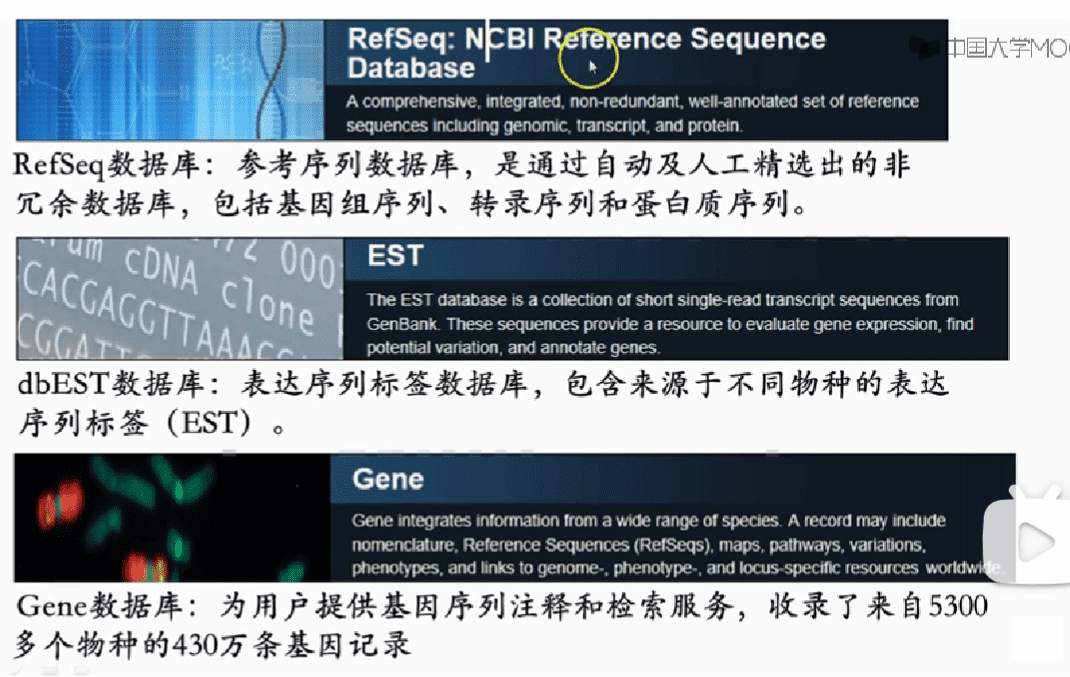 RefSeq: NCBI Reference Sequence
Database
中国大学MO
A comprehensive, integrated, non-redundant, well-annotated set of reference
sequences including genomic, transcript, and protein.
RefSeq数据库：参考序列数据库，是通过自动及人工精选出的非
冗余数据库，包括基因组序列、转录序列和蛋白质序列。
cDNA clone
CACGAGGTTAAAG
CGGATT
EST
The EST database is a collection of short single-read transcript sequences from
GenBank. These sequences provide a resource to evaluate gene expression, find
potential variation, and annotate genes.
dbEST数据库：表达序列标签数据库，包含来源于不同物种的表达
序列标签（EST）。
Gene
Gene integrates information from a wide range of species. A record may include
nomenclature, Reference Sequences (RefSeqs), maps, pathways, variations,
phenotypes, and links to genome-, phenotype-, and locus-specific resources worldwide.
Gene数据库：为用户提供基因序列注释和检索服务，收录了来自5300
多个物种的430万条基因记录